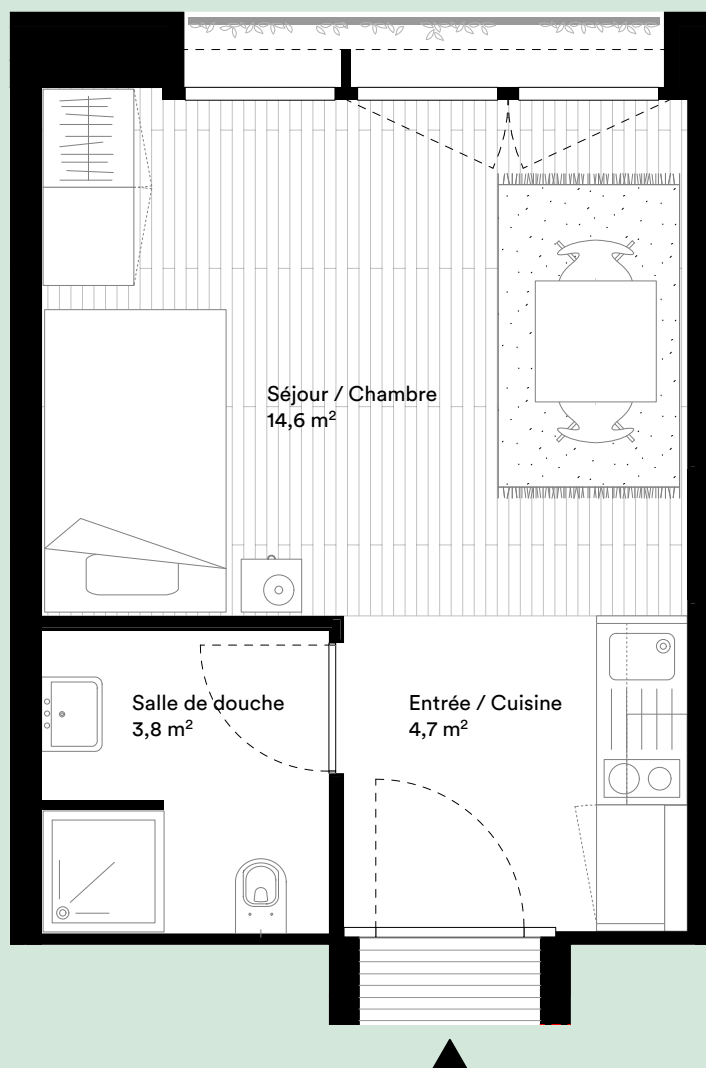 Séjour / Chambre
14,6 m²
Salle de douche
3,8 m²
Entrée / Cuisine
4,7 m²